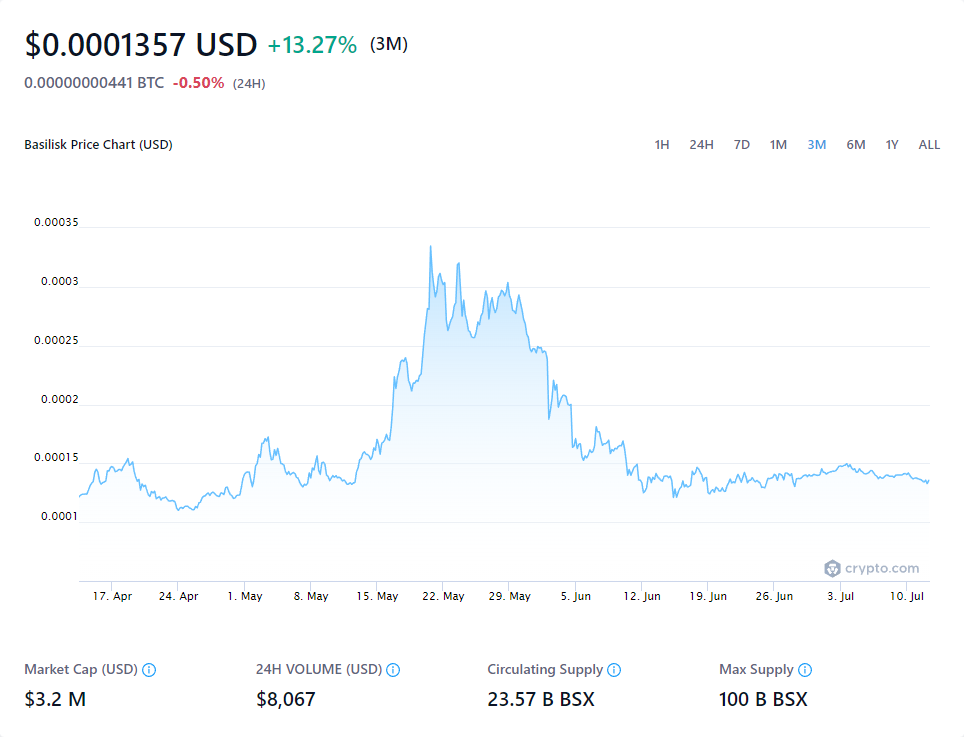 $0.0001357 USD +13.27% (3M)
0.00000000441 BTC -0.50% (24H)
Basilisk Price Chart (USD) 1H 24H 7D 1M 3M 6M 1Y ALL
0.00035
0.0003
0.00025
0.0002
0.00015
0.0001
crypto.com
17. Apr 24. Apr 1. May 8. May 15. May 22. May 29. May 5. Jun 12. Jun 19. Jun 26. Jun 3. Jul 10. Jul
Market Cap (USD) 24H VOLUME (USD) Circulating Supply Max Supply
$3.2 M $8,067 23.57 B BSX 100 B BSX